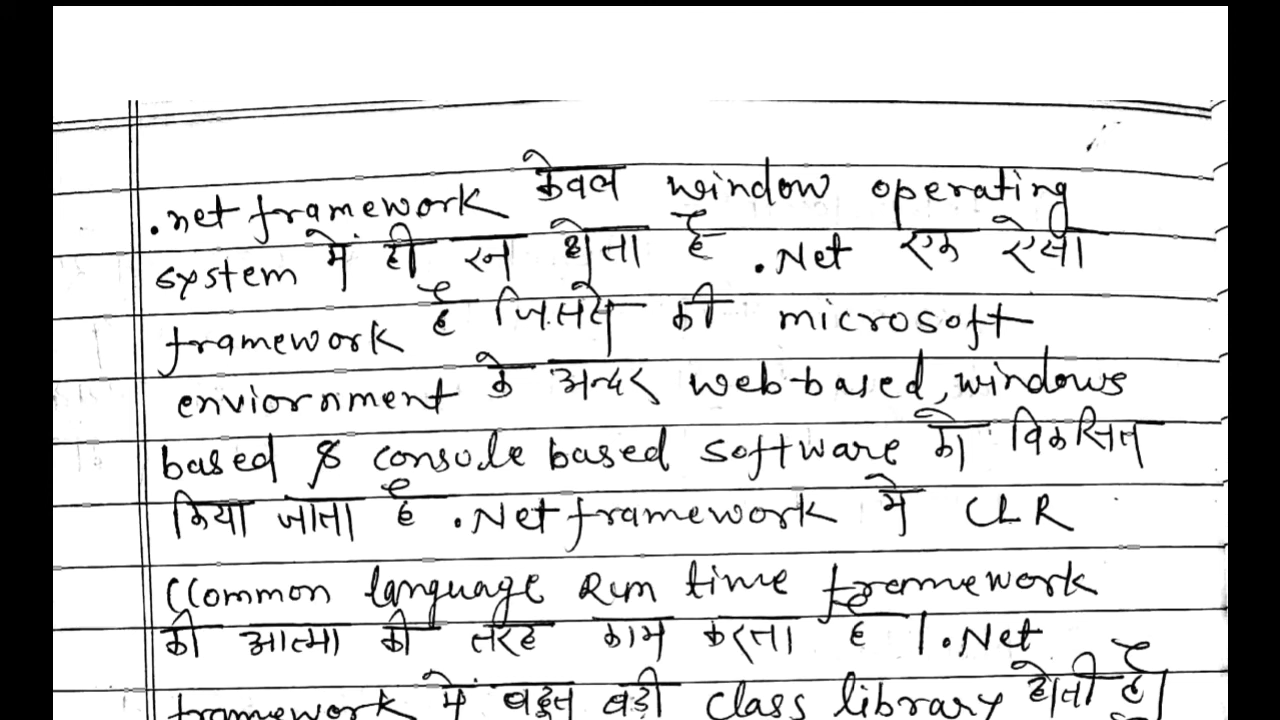 .net framework केवल window operating
system में ही रन होता है .Net एक ऐसा
framework है जिसमें की microsoft
enviornment के अन्दर web-based, windows
based & console based software को विकसित
किया जाता है .Net framework में CLR
(Common language Run time framework
की आत्मा की तरह काम करता है । .Net
framework में बहुत बड़ी class library होती है।